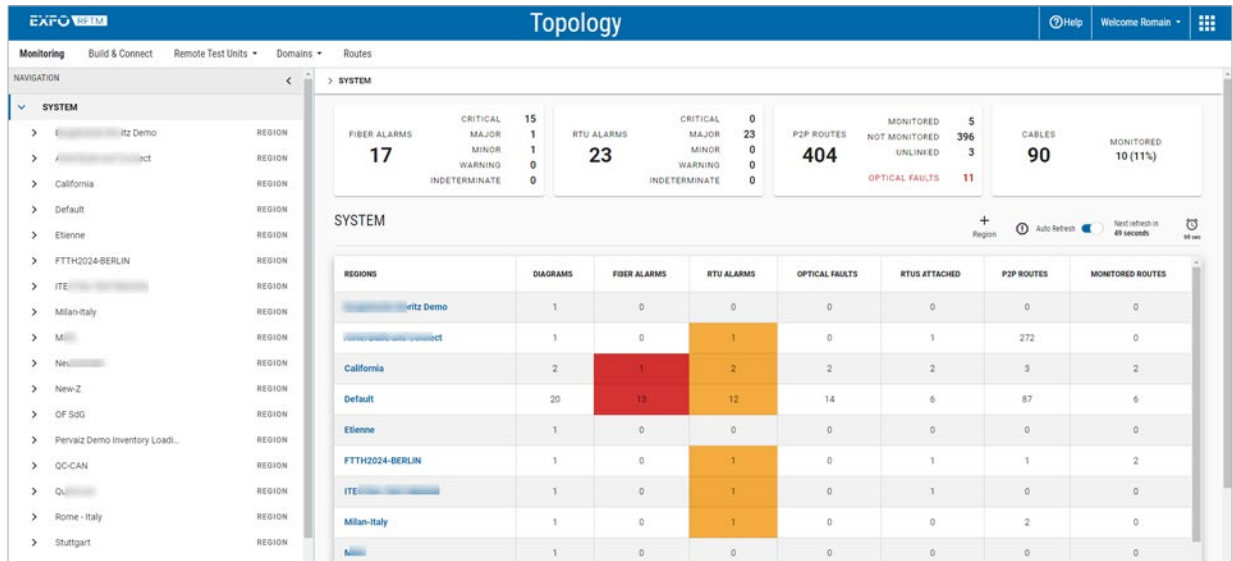 EXFO RFTM
Topology
Help Welcome Romain
Monitoring Build & Connect Remote Test Units Domains Routes
NAVIGATION
SYSTEM
itz Demo REGION
ect REGION
California REGION
Default REGION
Etienne REGION
FTTH2024-BERLIN REGION
ITE REGION
Milan-Italy REGION
M REGION
Neu REGION
New-Z REGION
OF SdG REGION
Pervaiz Demo Inventory Loadi... REGION
QC-CAN REGION
Qu REGION
Rome - Italy REGION
Stuttgart REGION
> SYSTEM
FIBER ALARMS
17
CRITICAL 15
MAJOR 1
MINOR 1
WARNING 0
INDETERMINATE 0
RTU ALARMS
23
CRITICAL 0
MAJOR 23
MINOR 0
WARNING 0
INDETERMINATE 0
P2P ROUTES
404
MONITORED 5
NOT MONITORED 396
UNLINKED 3
OPTICAL FAULTS 11
CABLES
90
MONITORED
10 (11%)
SYSTEM
+
Region
Auto Refresh
Next refresh in
49 seconds
60 sec
REGIONS DIAGRAMS FIBER ALARMS RTU ALARMS OPTICAL FAULTS RTUS ATTACHED P2P ROUTES MONITORED ROUTES
ritz Demo 1 0 0 0 0 0 0
ect 1 0 1 0 1 272 0
California 2 1 2 2 2 3 2
Default 20 13 12 14 6 87 6
Etienne 1 0 0 0 0 0 0
FTTH2024-BERLIN 1 0 1 0 1 1 2
ITE 1 0 1 0 1 0 0
Milan-Italy 1 0 1 0 0 2 0
M 1 0 0 0 0 0 0